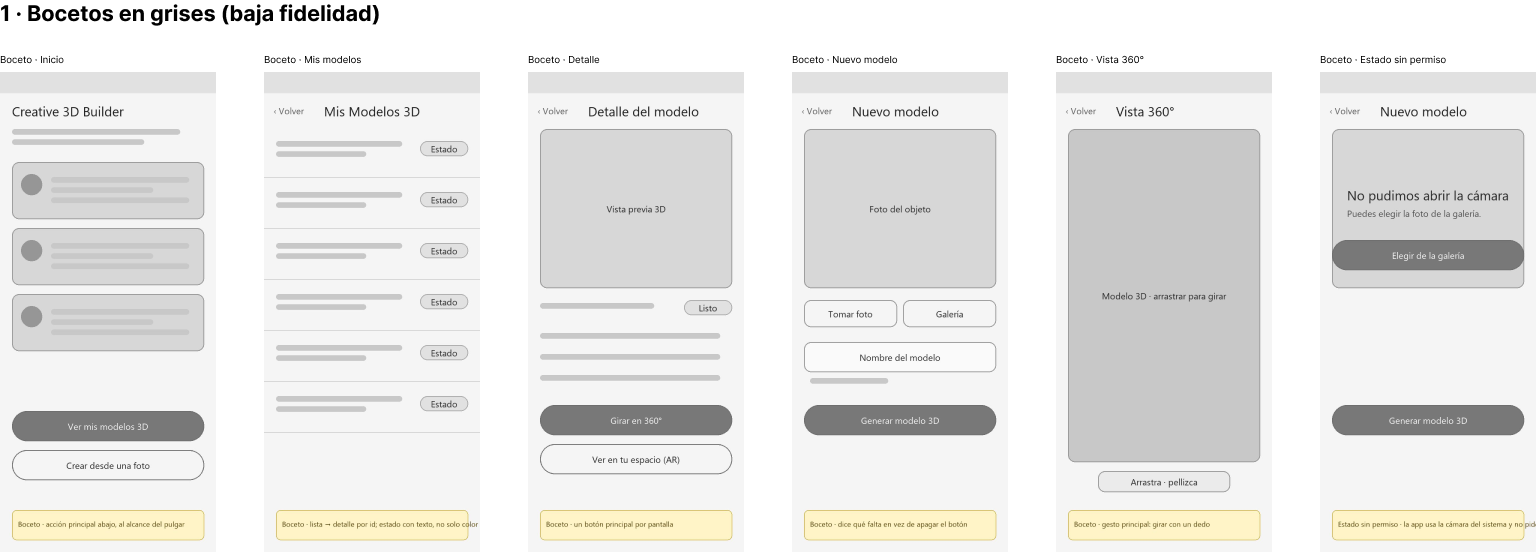 1 · Bocetos en grises (baja fidelidad)
Boceto · Inicio
Creative 3D Builder
Ver mis modelos 3D
Crear desde una foto
Boceto · acción principal abajo, al alcance del pulgar
Boceto · Mis modelos
‹ Volver
Mis Modelos 3D
Estado
Estado
Estado
Estado
Estado
Estado
Boceto · lista → detalle por id; estado con texto, no solo color
Boceto · Detalle
‹ Volver
Detalle del modelo
Vista previa 3D
Listo
Girar en 360°
Ver en tu espacio (AR)
Boceto · un botón principal por pantalla
Boceto · Nuevo modelo
‹ Volver
Nuevo modelo
Foto del objeto
Tomar foto
Galería
Nombre del modelo
Generar modelo 3D
Boceto · dice qué falta en vez de apagar el botón
Boceto · Vista 360°
‹ Volver
Vista 360°
Modelo 3D · arrastrar para girar
Arrastra · pellizca
Boceto · gesto principal: girar con un dedo
Boceto · Estado sin permiso
‹ Volver
Nuevo modelo
No pudimos abrir la cámara
Puedes elegir la foto de la galería.
Elegir de la galería
Generar modelo 3D
Estado sin permiso · la app usa la cámara del sistema y no